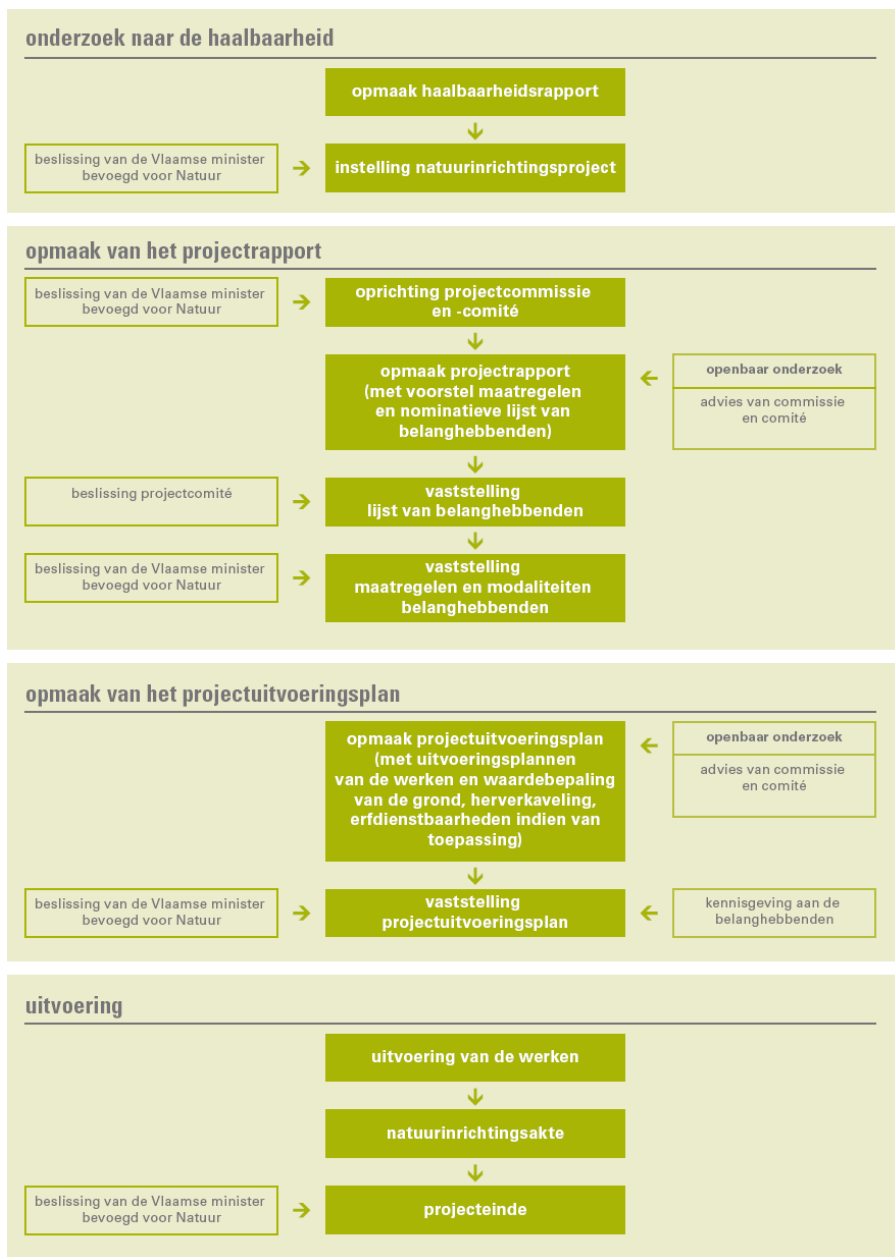 onderzoek naar de haalbaarheid
opmaak haalbaarheidsrapport
beslissing van de Vlaamse minister
bevoegd voor Natuur
instelling natuurinrichtingsproject
opmaak van het projectrapport
beslissing van de Vlaamse minister
bevoegd voor Natuur
oprichting projectcommissie
en -comité
opmaak projectrapport
(met voorstel maatregelen
en nominatieve lijst van
belanghebbenden)
openbaar onderzoek
advies van commissie
en comité
beslissing projectcomité
vaststelling
lijst van belanghebbenden
beslissing van de Vlaamse minister
bevoegd voor Natuur
vaststelling
maatregelen en modaliteiten
belanghebbenden
opmaak van het projectuitvoeringsplan
opmaak projectuitvoeringsplan
(met uitvoeringsplannen
van de werken en waardebepaling
van de grond, herverkaveling,
erfdienstbaarheden indien van
toepassing)
openbaar onderzoek
advies van commissie
en comité
beslissing van de Vlaamse minister
bevoegd voor Natuur
vaststelling
projectuitvoeringsplan
kennisgeving aan de
belanghebbenden
uitvoering
uitvoering van de werken
natuurinrichtingsakte
beslissing van de Vlaamse minister
bevoegd voor Natuur
projecteinde